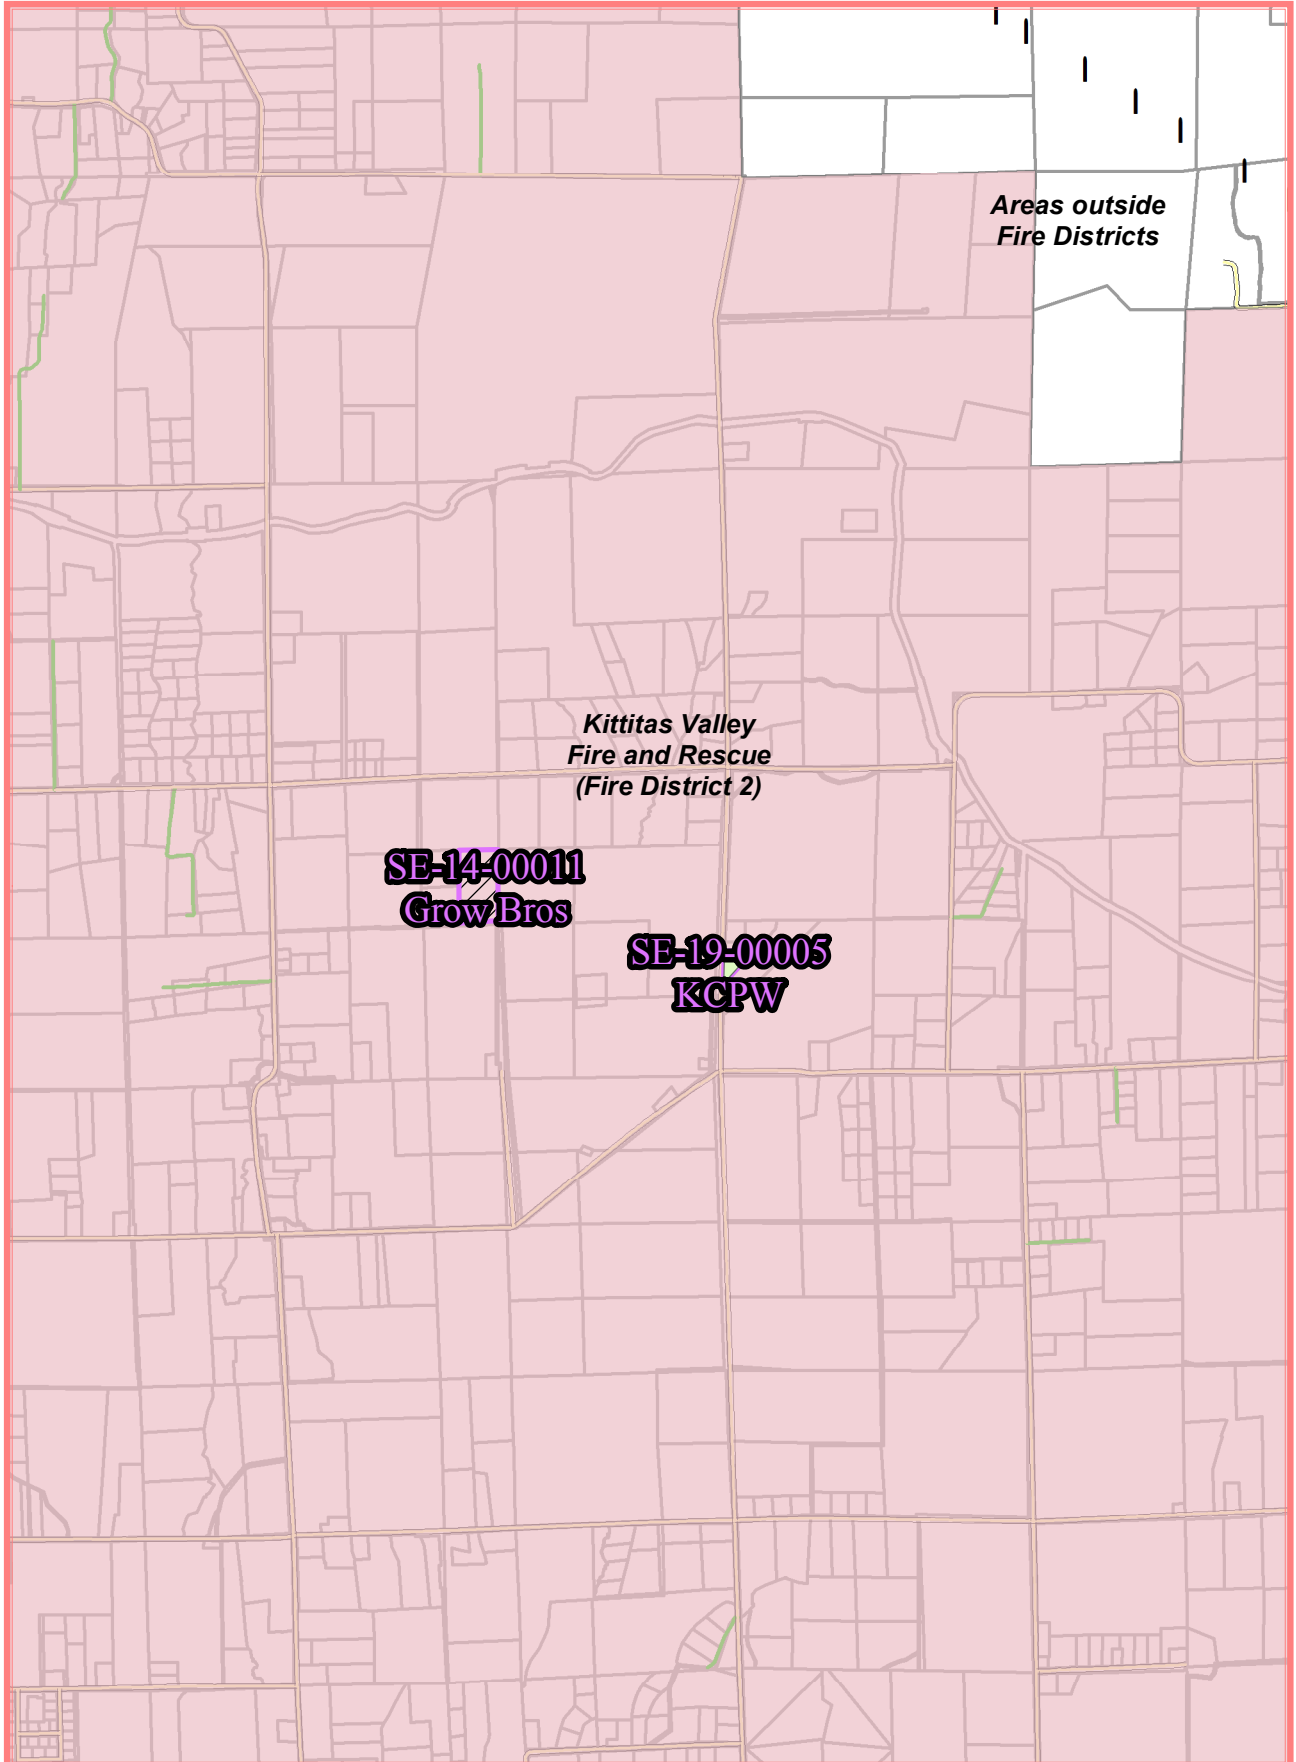 Areas outside
Fire Districts
Kittitas Valley
Fire and Rescue
(Fire District 2)
SE-14-00011
Grow Bros
SE-19-00005
KCPW